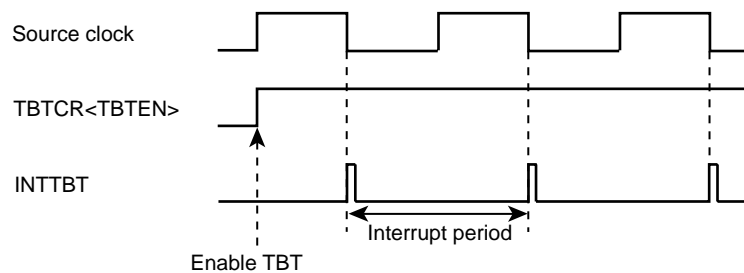 Source clock
TBTCR<TBTEN>
INTTBT
Interrupt period
Enable TBT